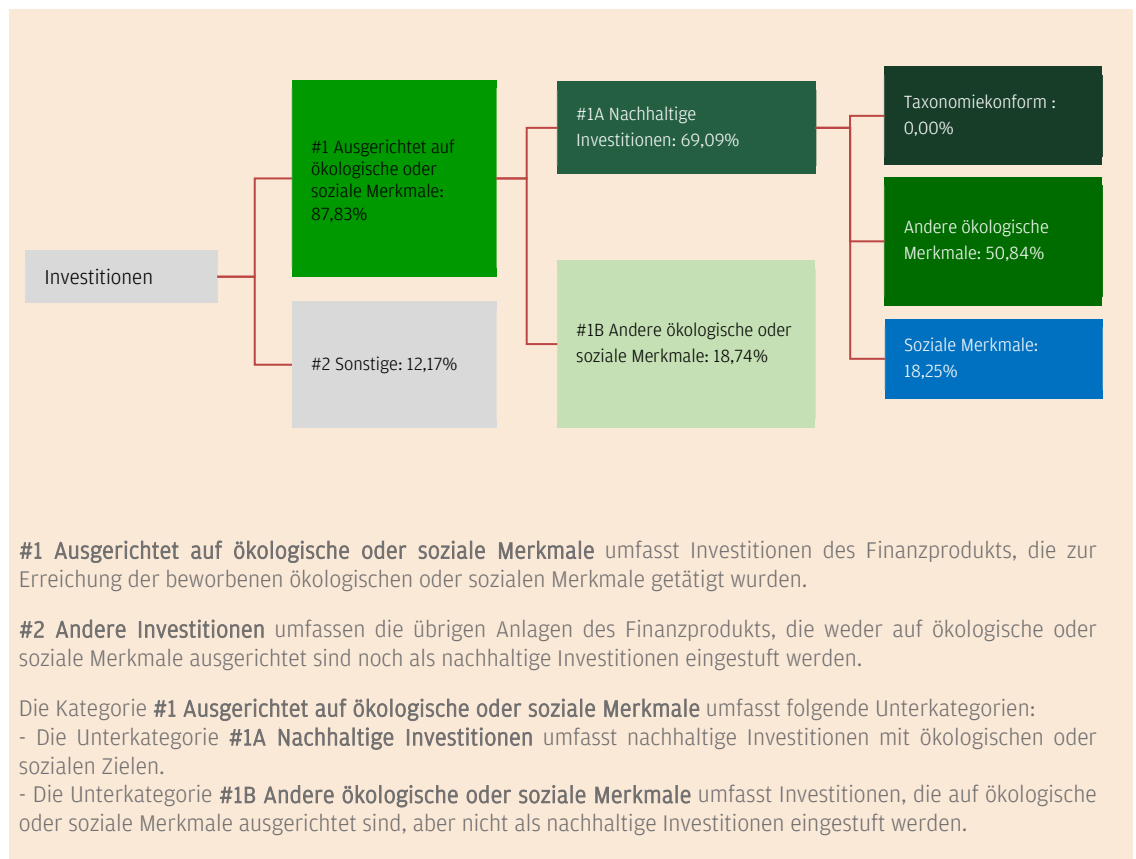 Investitionen
#1 Ausgerichtet auf
ökologische oder
soziale Merkmale:
87,83%
#2 Sonstige: 12,17%
#1A Nachhaltige
Investitionen: 69,09%
#1B Andere ökologische oder
soziale Merkmale: 18,74%
Taxonomiekonform :
0,00%
Andere ökologische
Merkmale: 50,84%
Soziale Merkmale:
18,25%
#1 Ausgerichtet auf ökologische oder soziale Merkmale umfasst Investitionen des Finanzprodukts, die zur
Erreichung der beworbenen ökologischen oder sozialen Merkmale getätigt wurden.
#2 Andere Investitionen umfassen die übrigen Anlagen des Finanzprodukts, die weder auf ökologische oder
soziale Merkmale ausgerichtet sind noch als nachhaltige Investitionen eingestuft werden.
Die Kategorie #1 Ausgerichtet auf ökologische oder soziale Merkmale umfasst folgende Unterkategorien:
- Die Unterkategorie #1A Nachhaltige Investitionen umfasst nachhaltige Investitionen mit ökologischen oder
sozialen Zielen.
- Die Unterkategorie #1B Andere ökologische oder soziale Merkmale umfasst Investitionen, die auf ökologische
oder soziale Merkmale ausgerichtet sind, aber nicht als nachhaltige Investitionen eingestuft werden.